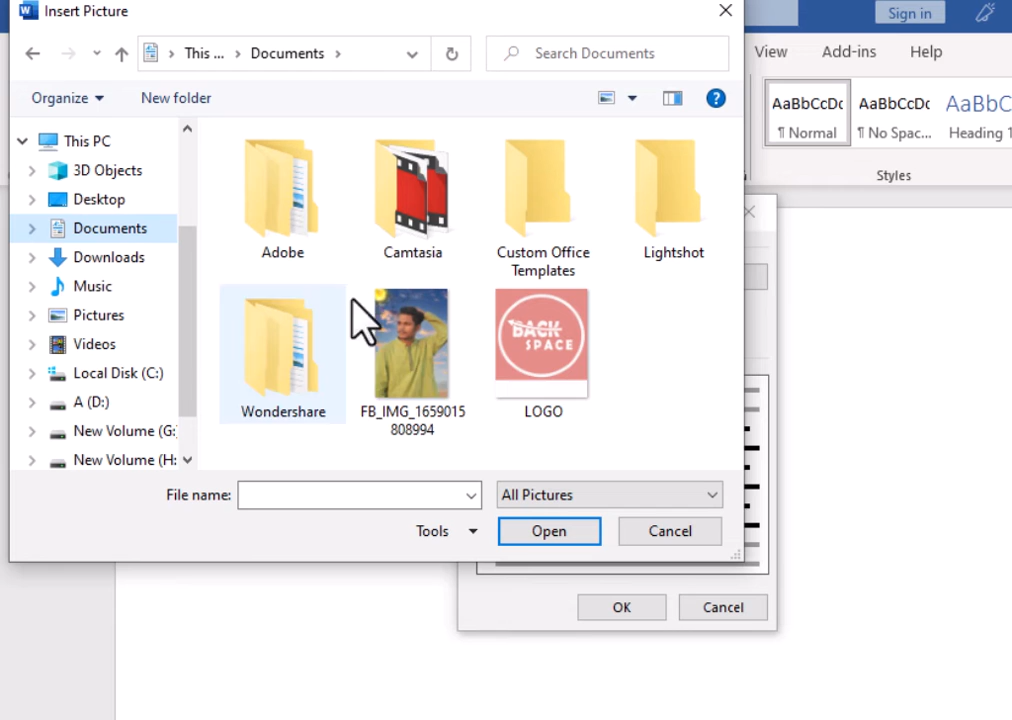 Insert Picture
Sign in
This ... > Documents >
Search Documents
View Add-ins Help
Organize New folder
AaBbCcDc AaBbCcDc AaBbC
¶ Normal ¶ No Spac... Heading 1
Styles
This PC
3D Objects
Desktop
Documents
Downloads
Music
Pictures
Videos
Local Disk (C:)
A (D:)
New Volume (G:
New Volume (H:
Adobe
Camtasia
Custom Office
Templates
Lightshot
Wondershare
FB_IMG_1659015
808994
BACK
SPACE
LOGO
File name:
All Pictures
Tools
Open
Cancel
OK
Cancel